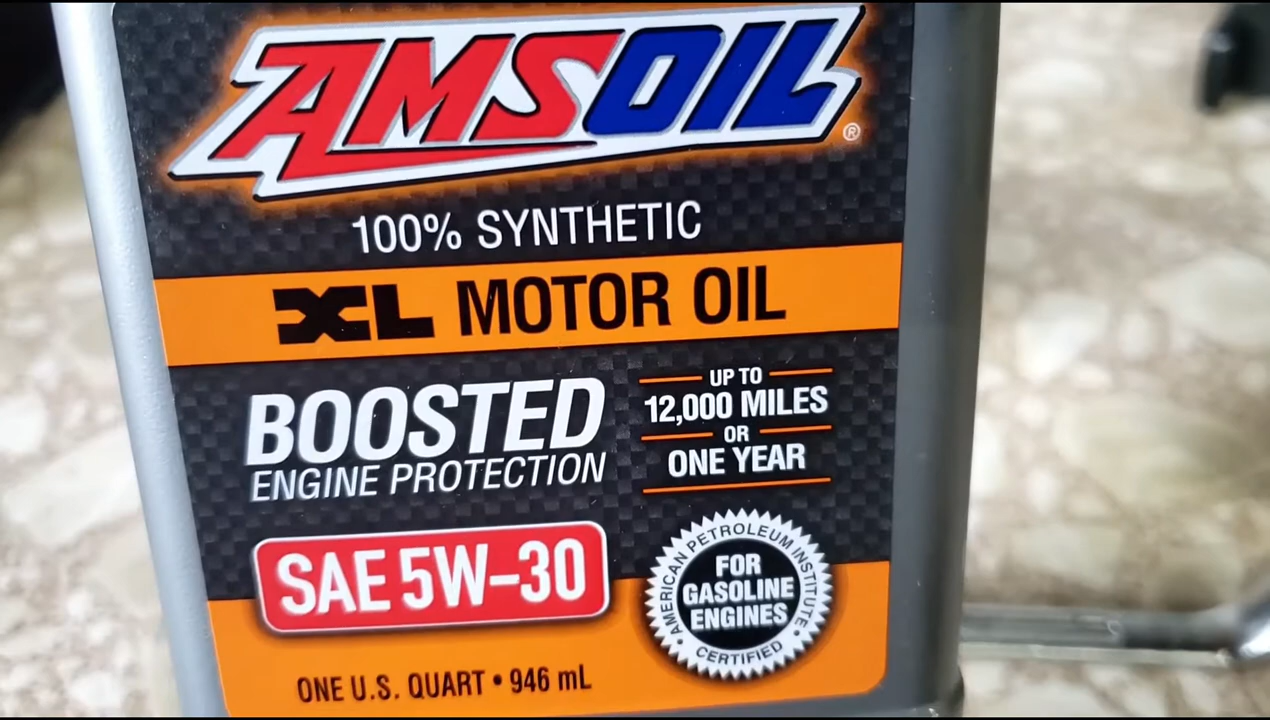 AMSOIL®
100% SYNTHETIC
XL MOTOR OIL
BOOSTED
ENGINE PROTECTION
UP TO
12,000 MILES
OR
ONE YEAR
SAE 5W-30
AMERICAN PETROLEUM INSTITUTE
FOR
GASOLINE
ENGINES
CERTIFIED
ONE U.S. QUART • 946 mL